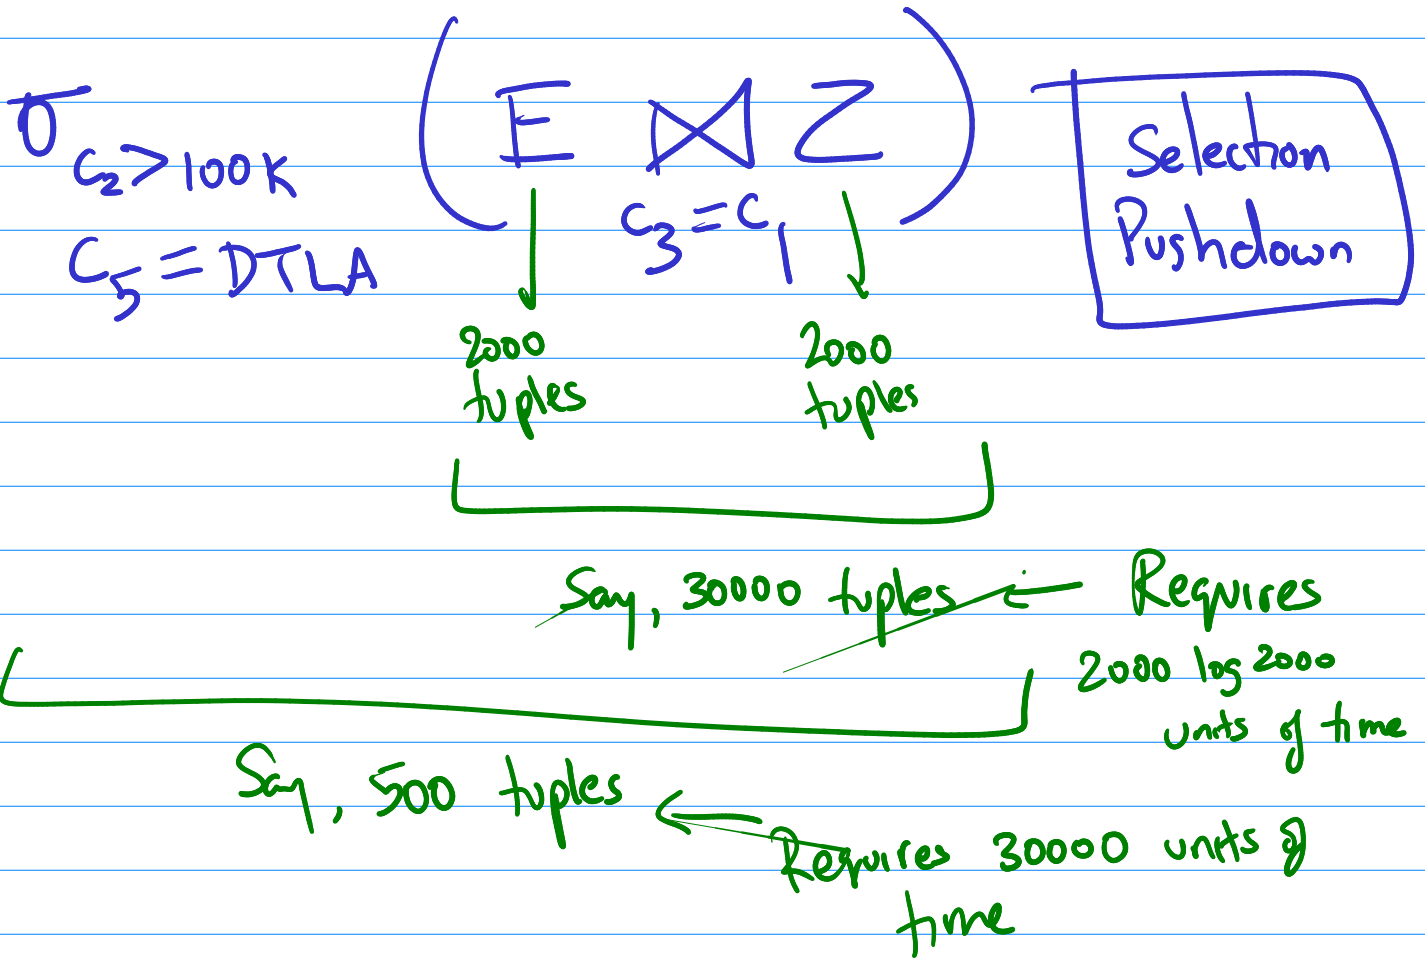 σ ( E ⋈ Z )
C₂ > 100K
C₅ = DTLA
C₃ = C₁
Selection
Pushdown
2000
tuples
2000
tuples
Say, 30000 tuples ← Requires
2000 log 2000
units of time
Say, 500 tuples
Requires 30000 units of
time